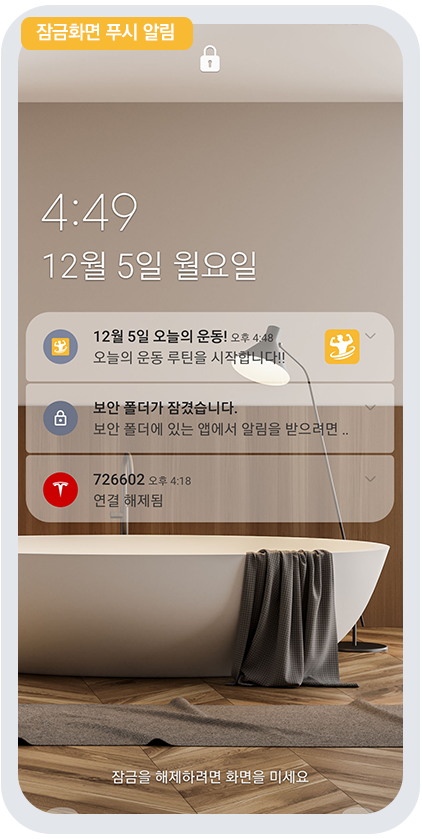 잠금화면 푸시 알림
4:49
12월 5일 월요일
12월 5일 오늘의 운동! 오후 4:48
오늘의 운동 루틴을 시작합니다!!
보안 폴더가 잠겼습니다.
보안 폴더에 있는 앱에서 알림을 받으려면 ..
726602 오후 4:18
연결 해제됨
잠금을 해제하려면 화면을 미세요